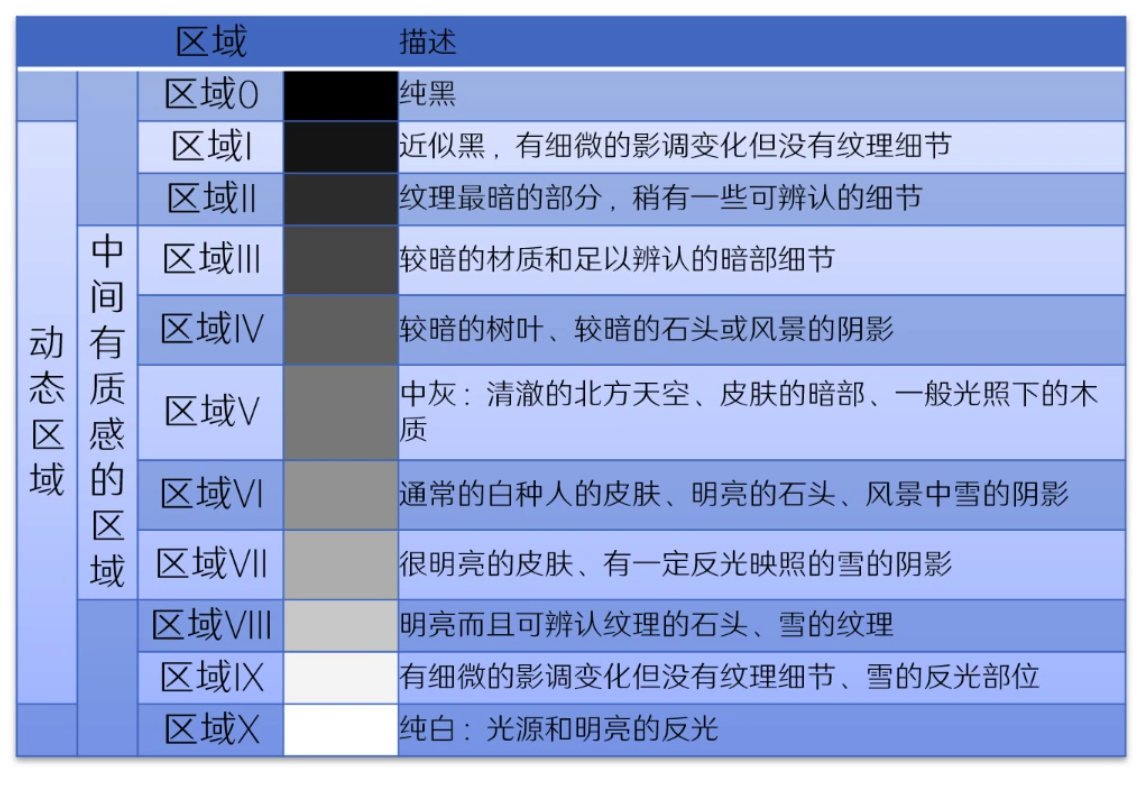 区域 描述
区域0 纯黑
区域I 近似黑，有细微的影调变化但没有纹理细节
区域II 纹理最暗的部分，稍有一些可辨认的细节
区域III 较暗的材质和足以辨认的暗部细节
区域IV 较暗的树叶、较暗的石头或风景的阴影
区域V 中灰：清澈的北方天空、皮肤的暗部、一般光照下的木
质
区域VI 通常的白种人的皮肤、明亮的石头、风景中雪的阴影
区域VII 很明亮的皮肤、有一定反光映照的雪的阴影
区域VIII 明亮而且可辨认纹理的石头、雪的纹理
区域IX 有细微的影调变化但没有纹理细节、雪的反光部位
区域X 纯白：光源和明亮的反光
动态区域
中间有质感的区域